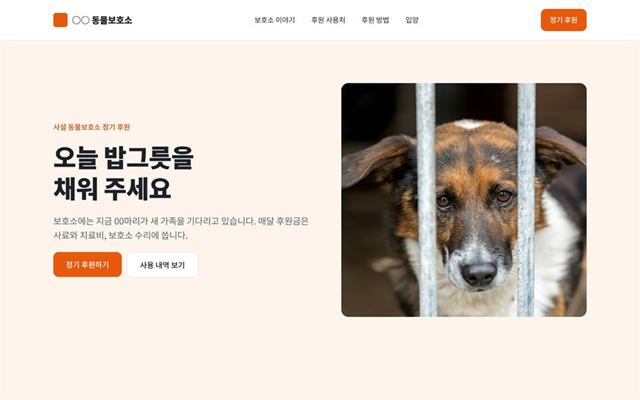 ○○ 동물보호소
보호소 이야기
후원 사용처
후원 방법
입양
정기 후원
사설 동물보호소 정기 후원
오늘 밥그릇을
채워 주세요
보호소에는 지금 00마리가 새 가족을 기다리고 있습니다. 매달 후원금은
사료와 치료비, 보호소 수리에 씁니다.
정기 후원하기
사용 내역 보기